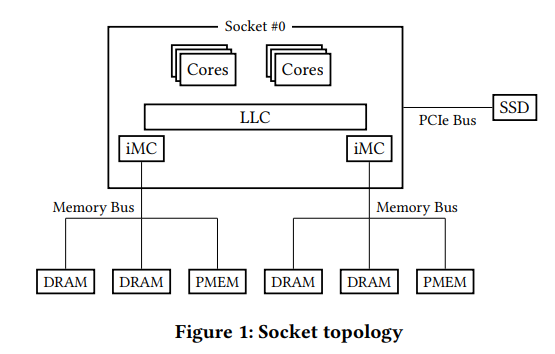 Socket #0
Cores
Cores
SSD
LLC
PCIe Bus
iMC
iMC
Memory Bus
Memory Bus
DRAM
DRAM
PMEM
DRAM
DRAM
PMEM
Figure 1: Socket topology